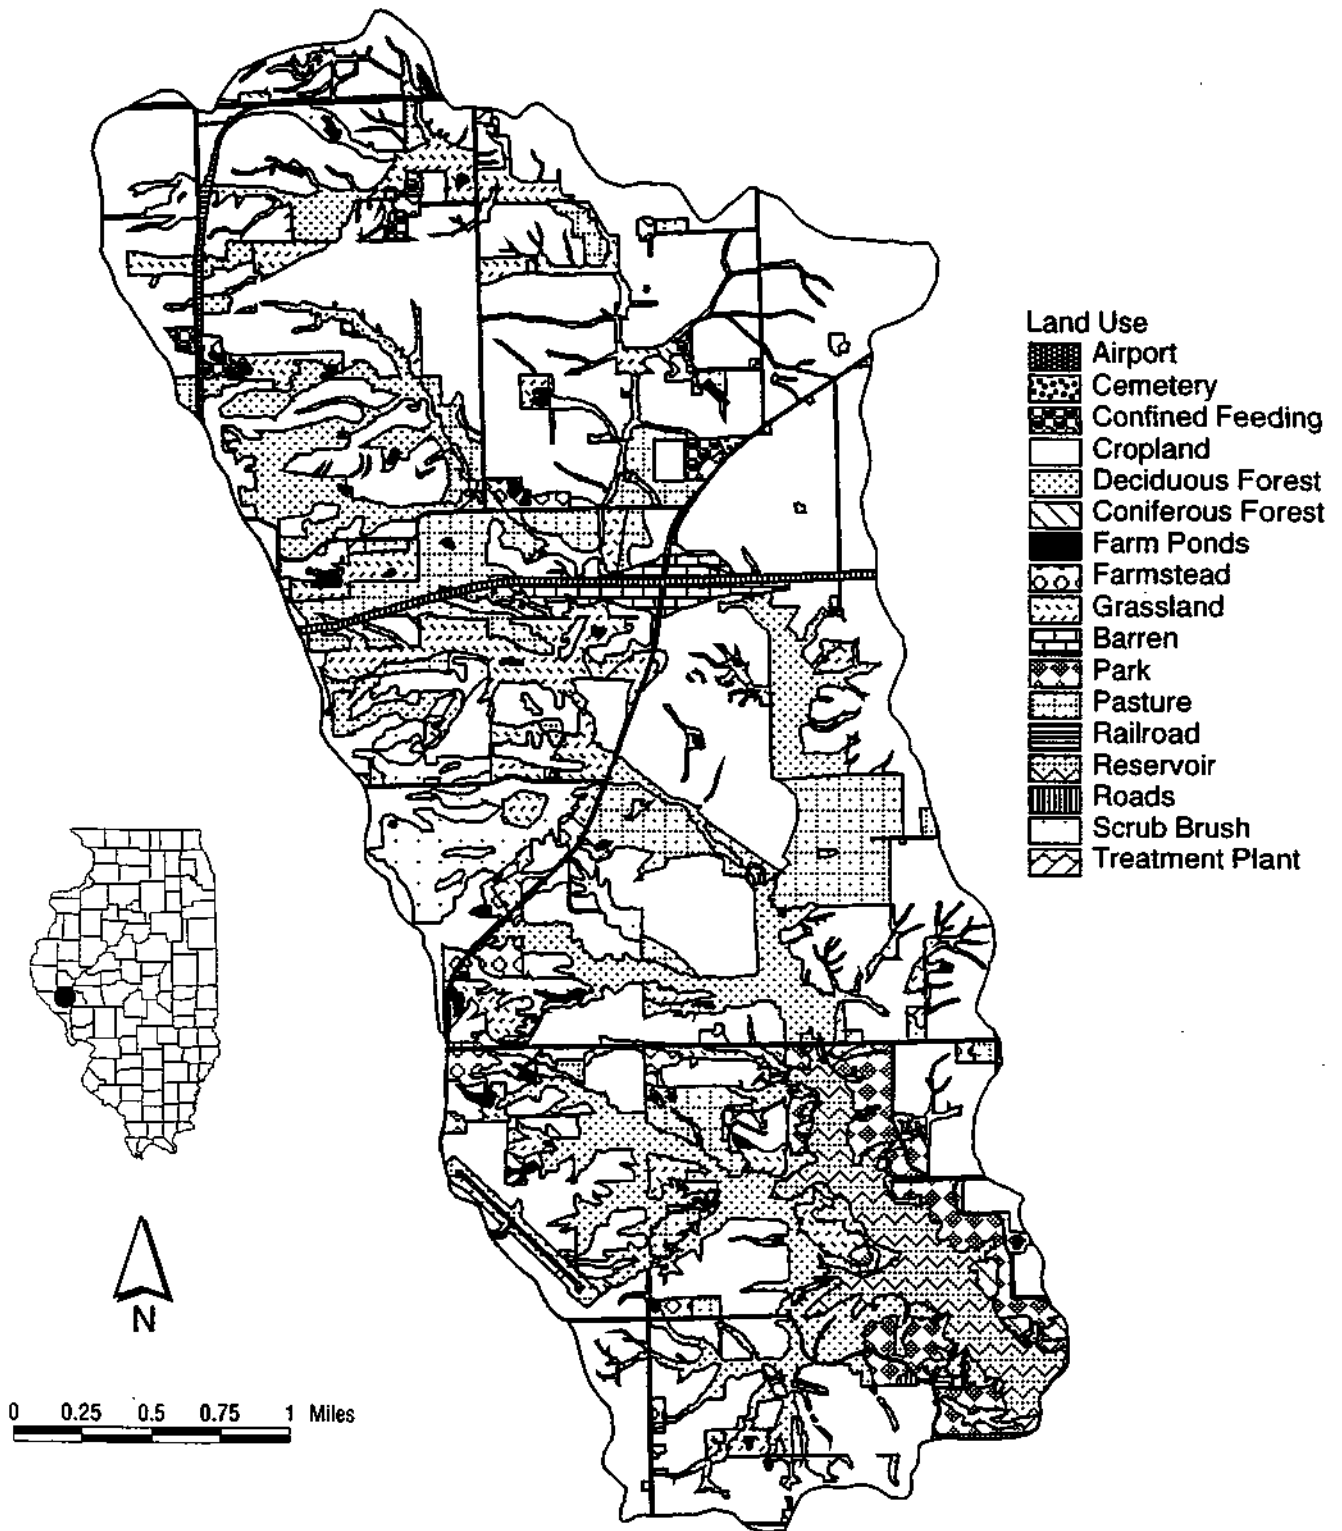 Land Use
Airport
Cemetery
Confined Feeding
Cropland
Deciduous Forest
Coniferous Forest
Farm Ponds
Farmstead
Grassland
Barren
Park
Pasture
Railroad
Reservoir
Roads
Scrub Brush
Treatment Plant
N
0 0.25 0.5 0.75 1 Miles